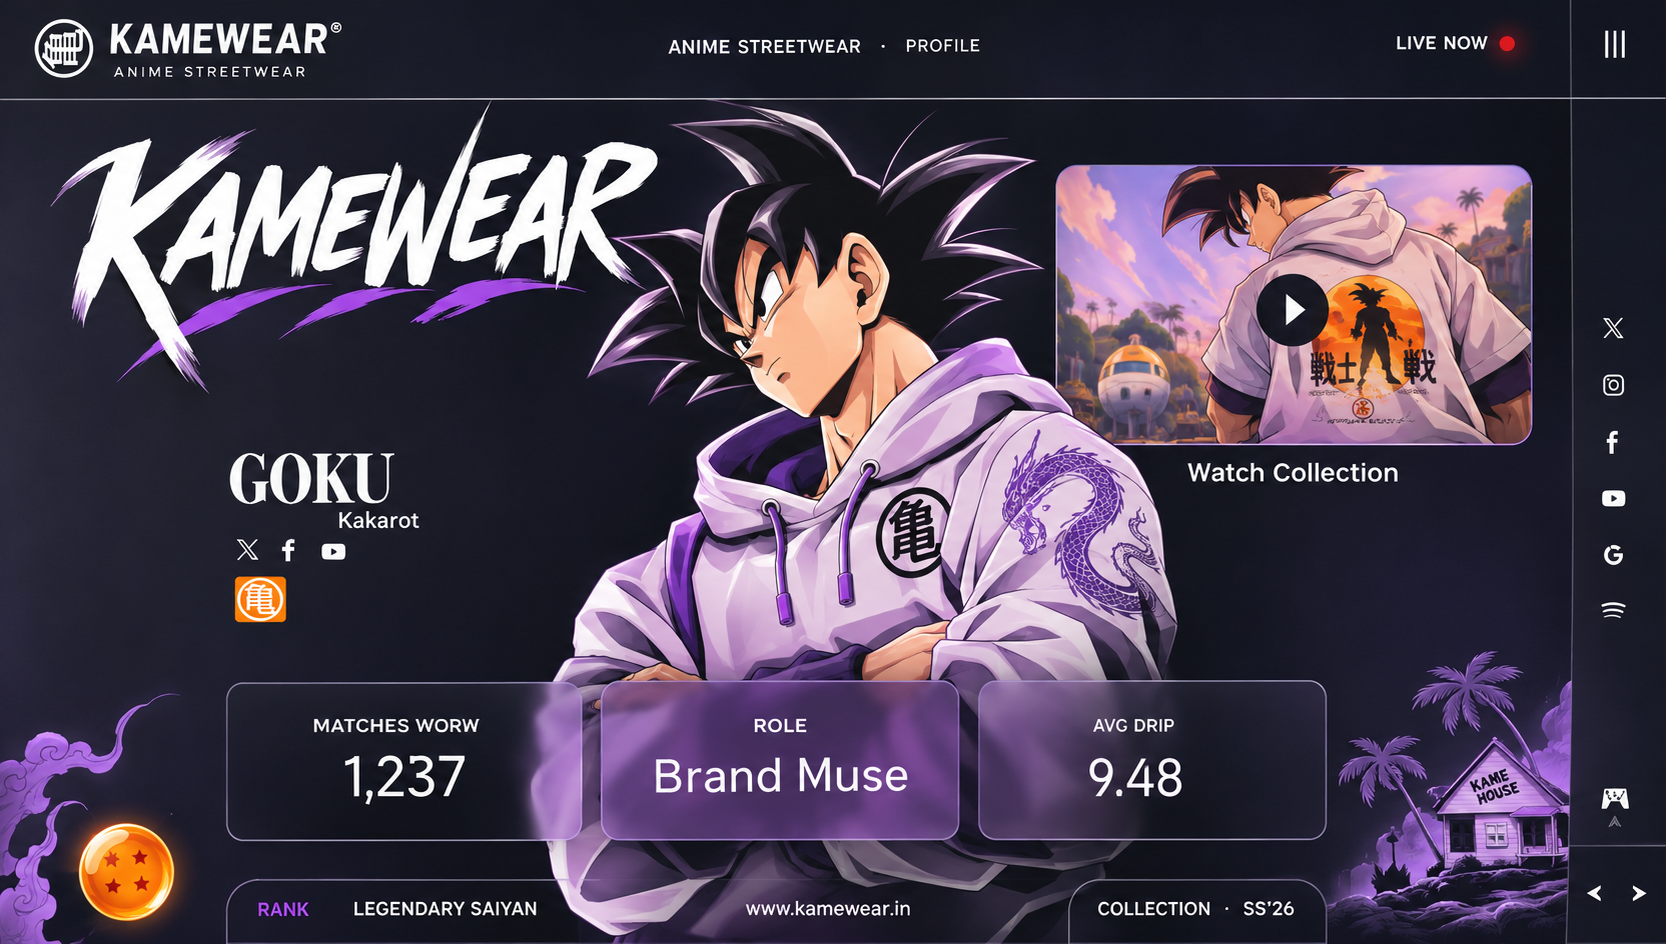 KAMEWEAR®
ANIME STREETWEAR
ANIME STREETWEAR · PROFILE
LIVE NOW
KAMEWEAR
戦士 戦
GOKU
Kakarot
亀
亀
Watch Collection
MATCHES WORW
1,237
ROLE
Brand Muse
AVG DRIP
9.48
KAME
HOUSE
RANK LEGENDARY SAIYAN
www.kamewear.in
COLLECTION · SS'26